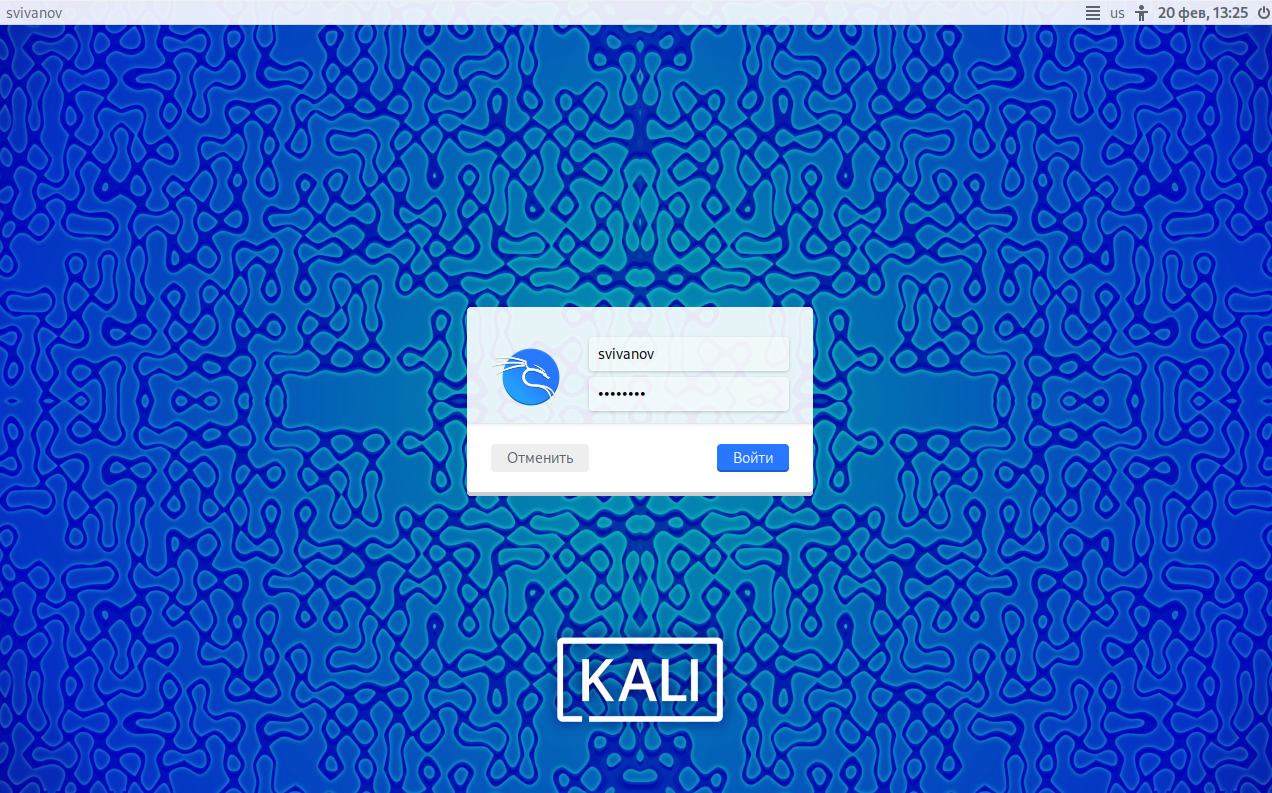 svivanov
us 20 фев, 13:25
svivanov
••••••••
Отменить Войти
KALI